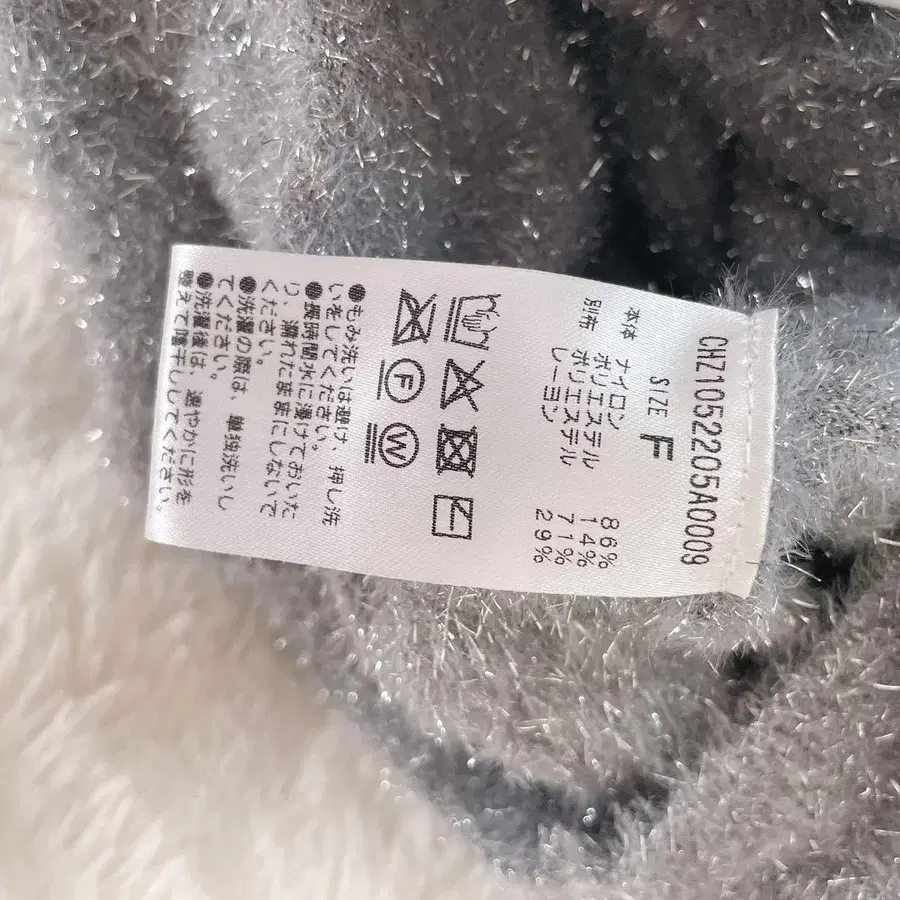 CHZ1052205A0009
SIZE F
本体 ナイロン 86%
ポリエステル 14%
別布 ポリエステル 71%
レーヨン 29%
F W
●もみ洗いは避け、押し洗
いをしてください。
●長時間水に漬けておいた
り、濡れたままにしないで
ください。
●洗濯の際は、単独洗いし
てください。
●洗濯後は、速やかに形を
整えて陰干してください。